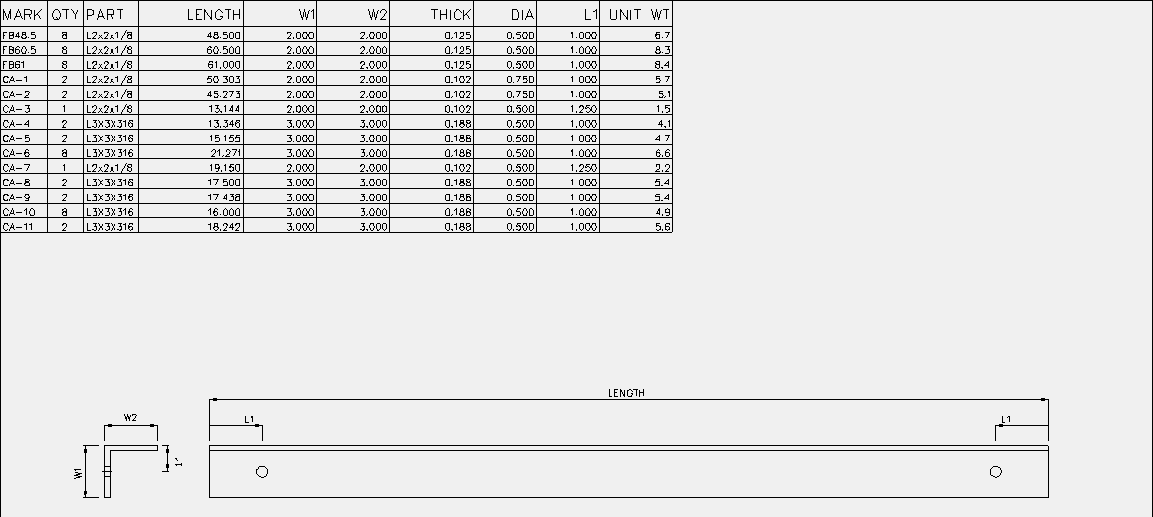 MARK QTY PART LENGTH W1 W2 THICK DIA L1 UNIT WT
FB48.5 8 L2x2x1/8 48.500 2.000 2.000 0.125 0.500 1.000 6.7
FB60.5 8 L2x2x1/8 60.500 2.000 2.000 0.125 0.500 1.000 8.3
FB61 8 L2x2x1/8 61.000 2.000 2.000 0.125 0.500 1.000 8.4
CA-1 2 L2x2x1/8 50.303 2.000 2.000 0.102 0.750 1.000 5.7
CA-2 2 L2x2x1/8 45.273 2.000 2.000 0.102 0.750 1.000 5.1
CA-3 1 L2x2x1/8 13.144 2.000 2.000 0.102 0.500 1.250 1.5
CA-4 2 L3X3X316 13.346 3.000 3.000 0.188 0.500 1.000 4.1
CA-5 2 L3X3X316 15.155 3.000 3.000 0.188 0.500 1.000 4.7
CA-6 8 L3X3X316 21.271 3.000 3.000 0.188 0.500 1.000 6.6
CA-7 1 L2x2x1/8 19.150 2.000 2.000 0.102 0.500 1.250 2.2
CA-8 2 L3X3X316 17.500 3.000 3.000 0.188 0.500 1.000 5.4
CA-9 2 L3X3X316 17.438 3.000 3.000 0.188 0.500 1.000 5.4
CA-10 8 L3X3X316 16.000 3.000 3.000 0.188 0.500 1.000 4.9
CA-11 2 L3X3X316 18.242 3.000 3.000 0.188 0.500 1.000 5.6
LENGTH
W2
L1
L1
W1
1"